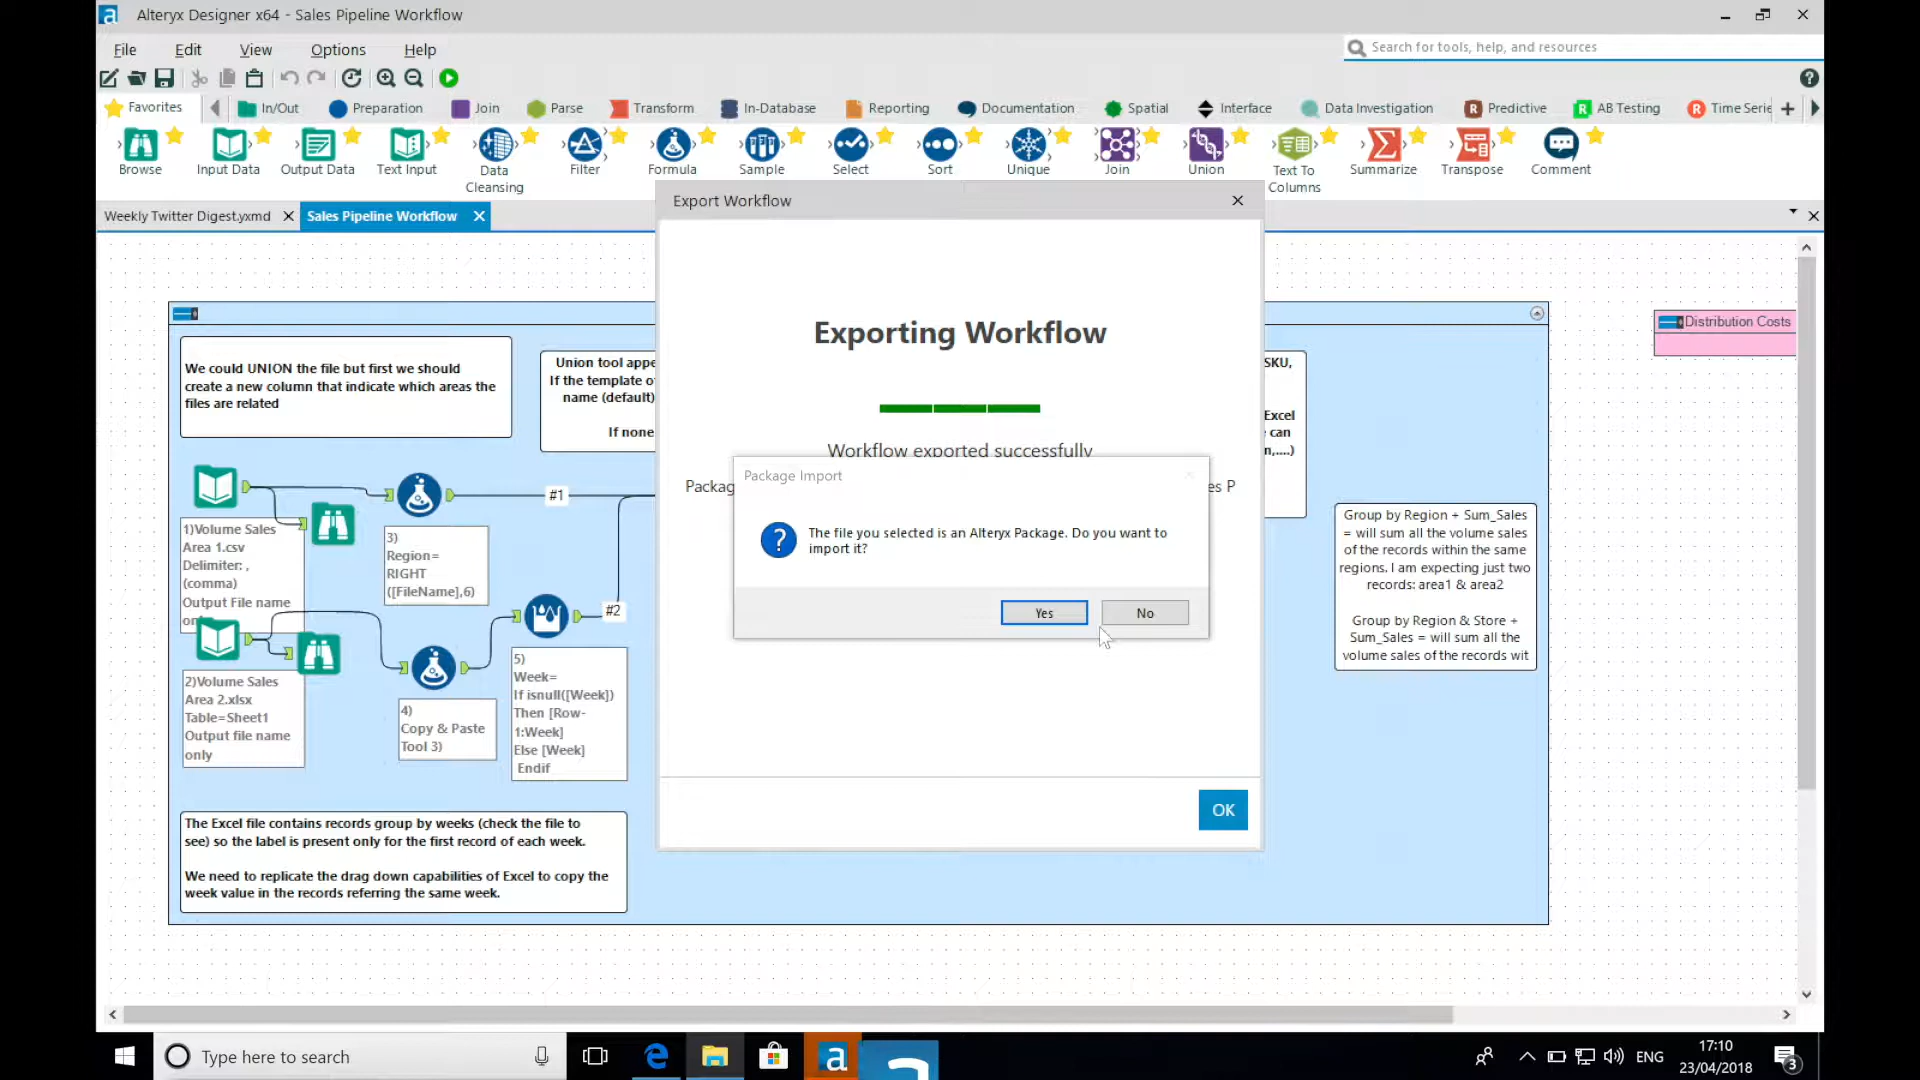 Alteryx Designer x64 - Sales Pipeline Workflow
File Edit View Options Help
Search for tools, help, and resources
Favorites In/Out Preparation Join Parse Transform In-Database Reporting Documentation Spatial Interface Data Investigation Predictive AB Testing Time Serie
Browse Input Data Output Data Text Input Data Cleansing Filter Formula Sample Select Sort Unique Join Union Text To Columns Summarize Transpose Comment
Weekly Twitter Digest.yxmd Sales Pipeline Workflow
Export Workflow
Exporting Workflow
Workflow exported successfully
Packag
es P
Package Import
The file you selected is an Alteryx Package. Do you want to
import it?
Yes No
OK
We could UNION the file but first we should
create a new column that indicate which areas the
files are related
Union tool appe
If the template o
name (default)
If none
SKU,
Excel
can
n,....)
Distribution Costs
#1
#2
1)Volume Sales
Area 1.csv
Delimiter: ,
(comma)
Output File name
3)
Region=
RIGHT
([FileName],6)
2)Volume Sales
Area 2.xlsx
Table=Sheet1
Output file name
only
4)
Copy & Paste
Tool 3)
5)
Week=
If isnull([Week])
Then [Row-
1:Week]
Else [Week]
Endif
Group by Region + Sum_Sales
= will sum all the volume sales
of the records within the same
regions. I am expecting just two
records: area1 & area2
Group by Region & Store +
Sum_Sales = will sum all the
volume sales of the records wit
The Excel file contains records group by weeks (check the file to
see) so the label is present only for the first record of each week.
We need to replicate the drag down capabilities of Excel to copy the
week value in the records referring the same week.
Type here to search
ENG
17:10
23/04/2018
3